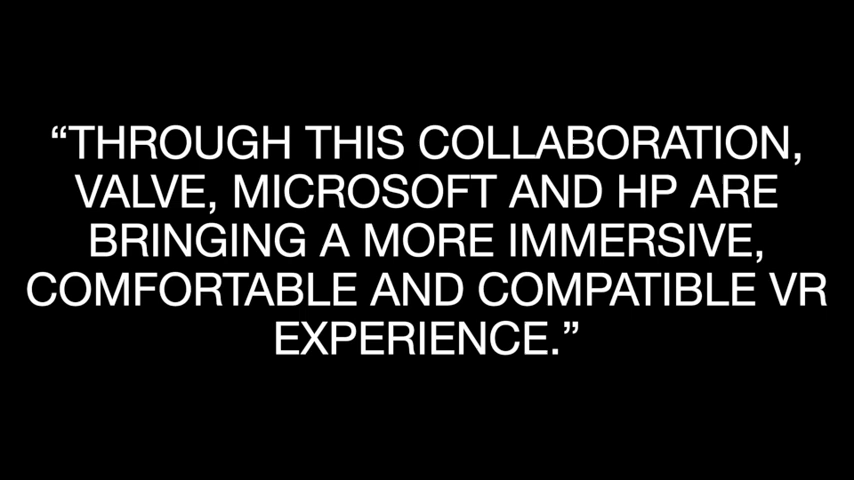 “THROUGH THIS COLLABORATION,
VALVE, MICROSOFT AND HP ARE
BRINGING A MORE IMMERSIVE,
COMFORTABLE AND COMPATIBLE VR
EXPERIENCE.”